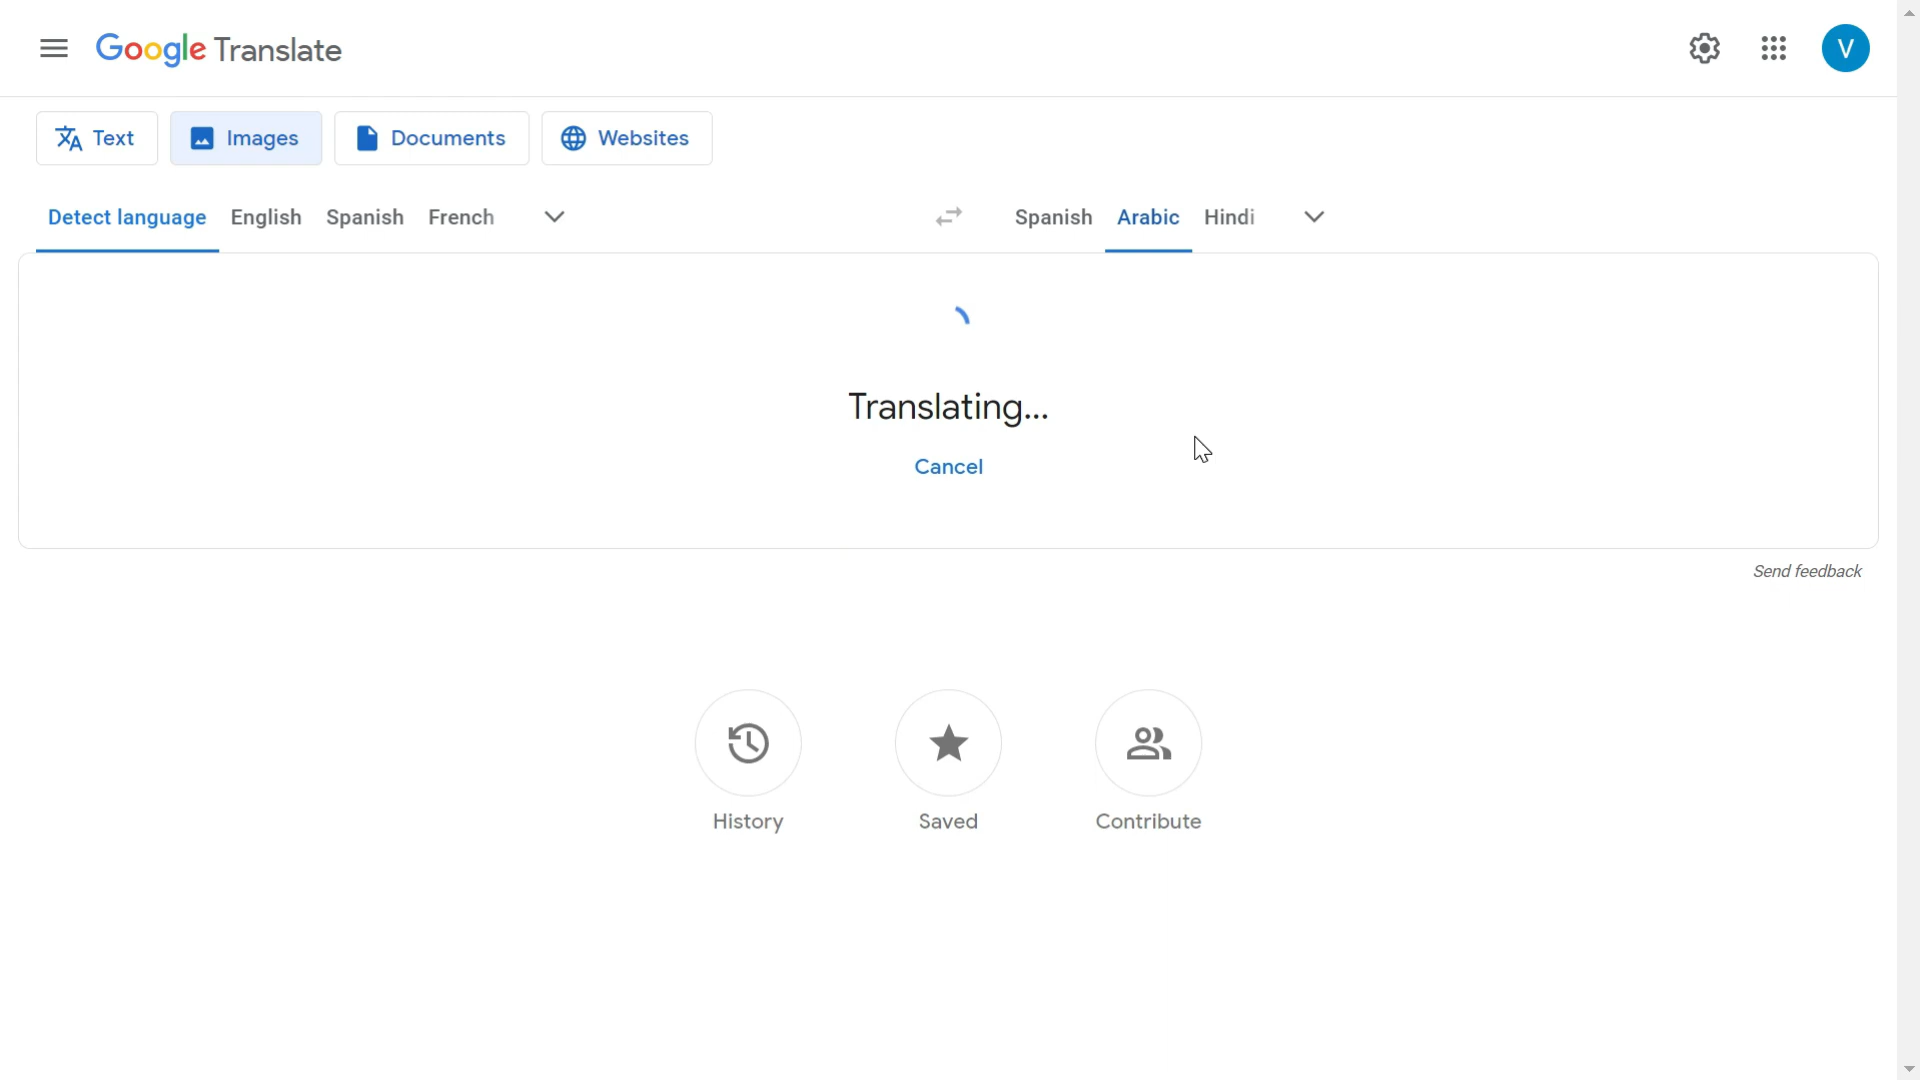 Google Translate
V
Text
Images
Documents
Websites
Detect language
English
Spanish
French
Spanish
Arabic
Hindi
Translating...
Cancel
Send feedback
History
Saved
Contribute